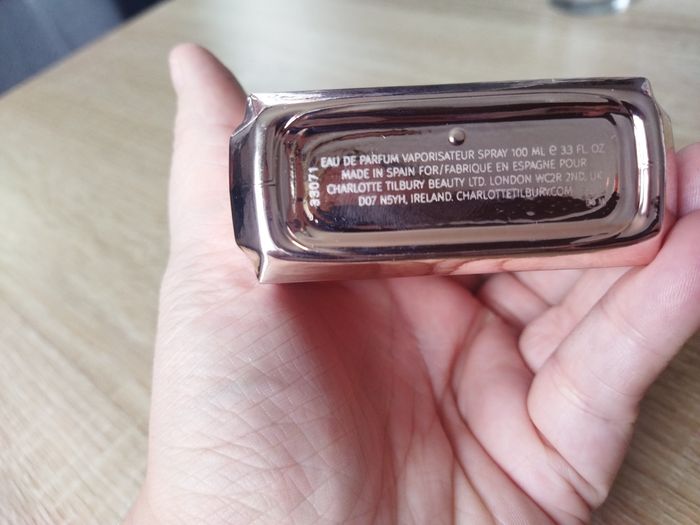 EAU DE PARFUM VAPORISATEUR SPRAY 100 ML ℮ 3.3 FL. OZ
MADE IN SPAIN FOR/FABRIQUÉ EN ESPAGNE POUR
CHARLOTTE TILBURY BEAUTY LTD. LONDON WC2R 2ND, UK
D07 N5YH, IRELAND. CHARLOTTETILBURY.COM
33071